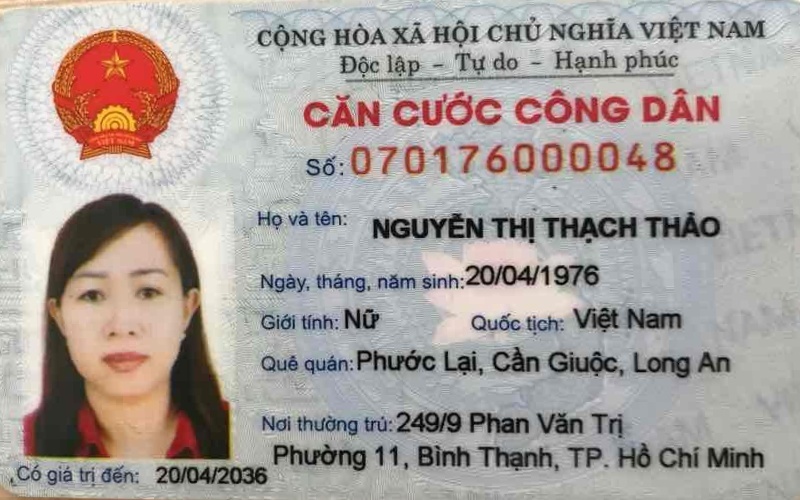 CỘNG HÒA XÃ HỘI CHỦ NGHĨA VIỆT NAM
Độc lập - Tự do - Hạnh phúc
CĂN CƯỚC CÔNG DÂN
Số: 070176000048
Họ và tên: NGUYỄN THỊ THẠCH THẢO
Ngày, tháng, năm sinh: 20/04/1976
Giới tính: Nữ Quốc tịch: Việt Nam
Quê quán: Phước Lại, Cần Giuộc, Long An
Nơi thường trú: 249/9 Phan Văn Trị
Phường 11, Bình Thạnh, TP. Hồ Chí Minh
Có giá trị đến: 20/04/2036